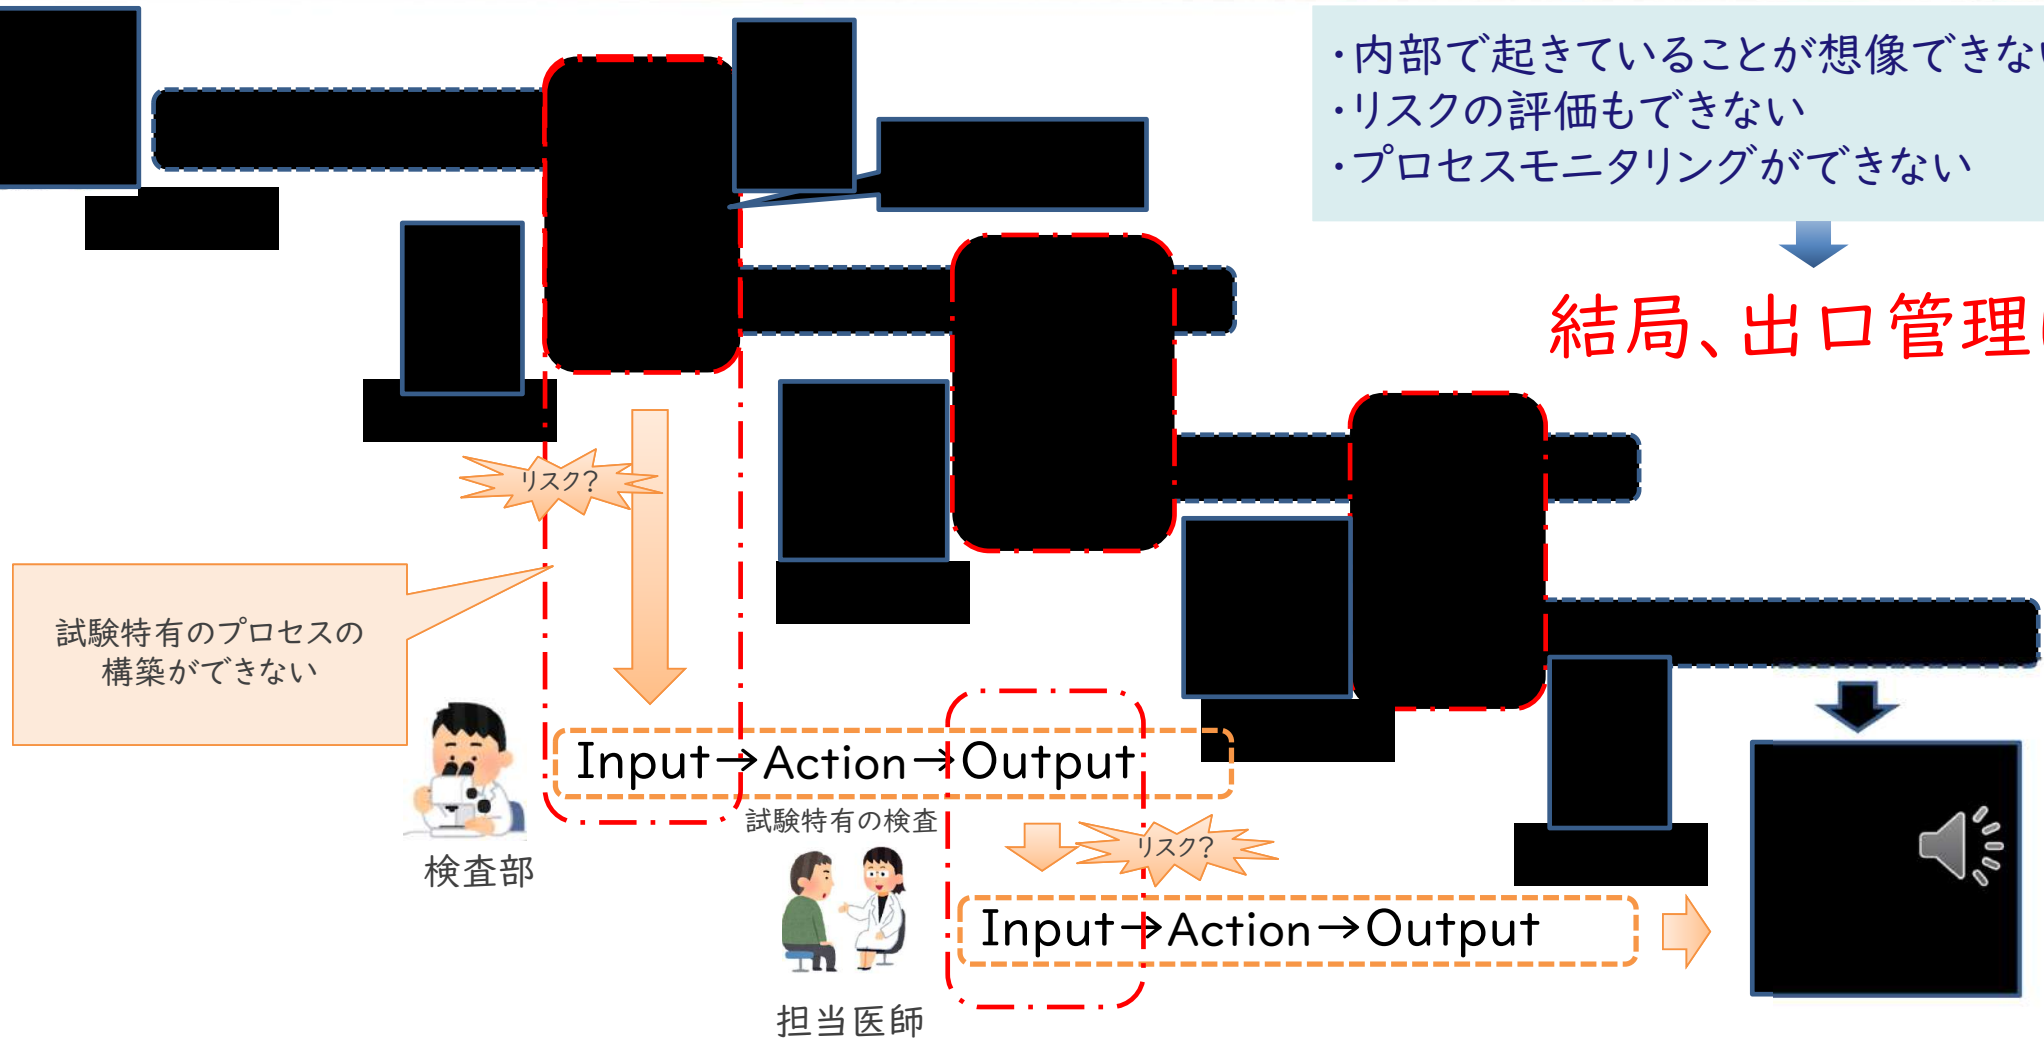 ・内部で起きていることが想像できない
・リスクの評価もできない
・プロセスモニタリングができない
結局、出口管理
リスク?
試験特有のプロセスの
構築ができない
Input→Action→Output
試験特有の検査
検査部
リスク?
Input→Action→Output
担当医師